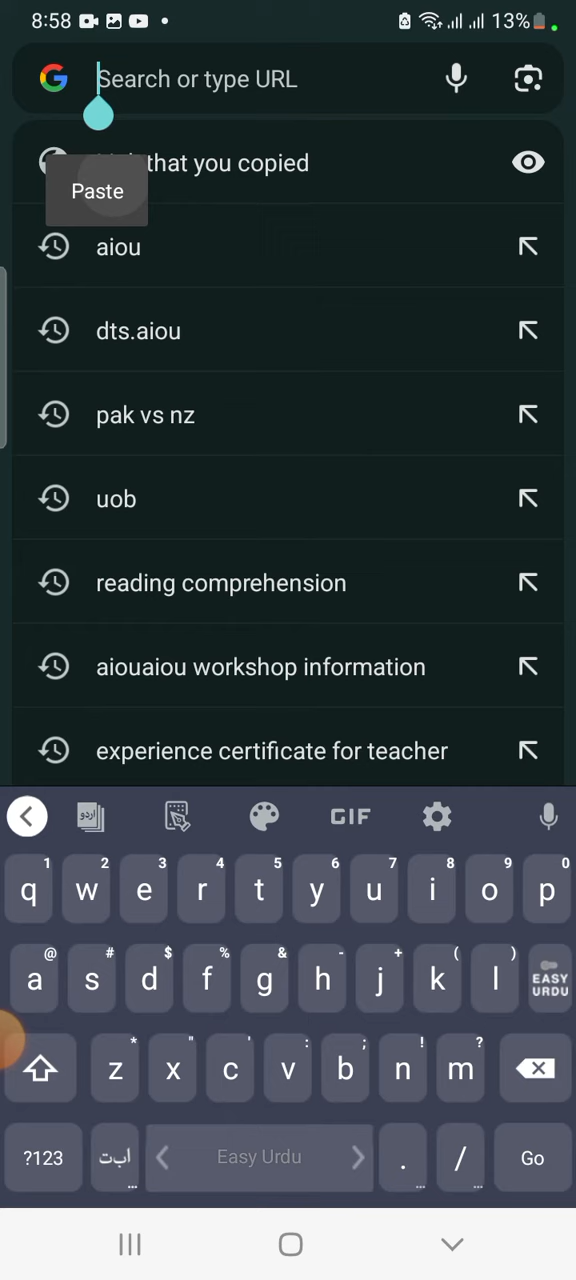 8:58
13%
Search or type URL
that you copied
Paste
aiou
dts.aiou
pak vs nz
uob
reading comprehension
aiouaiou workshop information
experience certificate for teacher
اردو
GIF
1 2 3 4 5 6 7 8 9 0
q w e r t y u i o p
@ # $ % & - + ( )
a s d f g h j k l EASY URDU
* " ' : ; ! ?
z x c v b n m
?123 ابت ... Easy Urdu . ... / ... Go